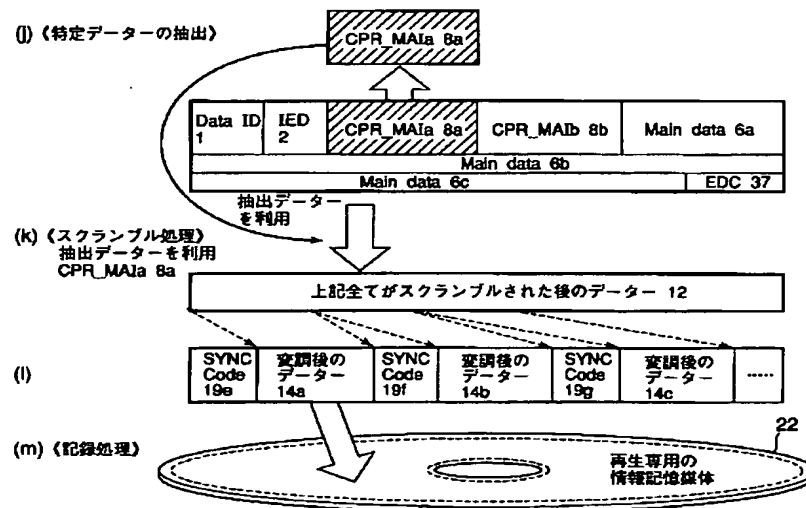 (j)《特定データーの抽出》
CPR_MAIa 8a
Data ID
1
IED
2
CPR_MAIa 8a
CPR_MAIb 8b
Main data 6a
Main data 6b
Main data 6c
EDC 37
抽出データー
を利用
(k)《スクランブル処理》
抽出データーを利用
CPR_MAIa 8a
上記全てがスクランブルされた後のデーター 12
(l)
SYNC
Code
19e
変調後の
データー
14a
SYNC
Code
19f
変調後の
データー
14b
SYNC
Code
19g
変調後の
データー
14c
-----
(m)《記録処理》
22
再生専用の
情報記憶媒体